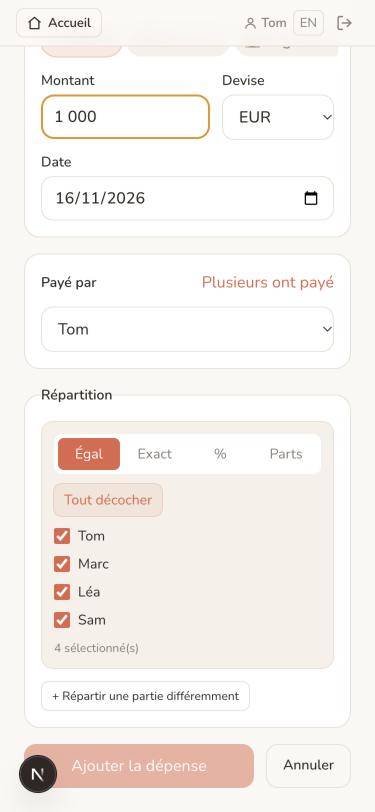 Accueil
Tom
EN
Montant
Devise
1 000
EUR
Date
16/11/2026
Payé par
Plusieurs ont payé
Tom
Répartition
Égal
Exact
%
Parts
Tout décocher
Tom
Marc
Léa
Sam
4 sélectionné(s)
+ Répartir une partie différemment
N
Ajouter la dépense
Annuler